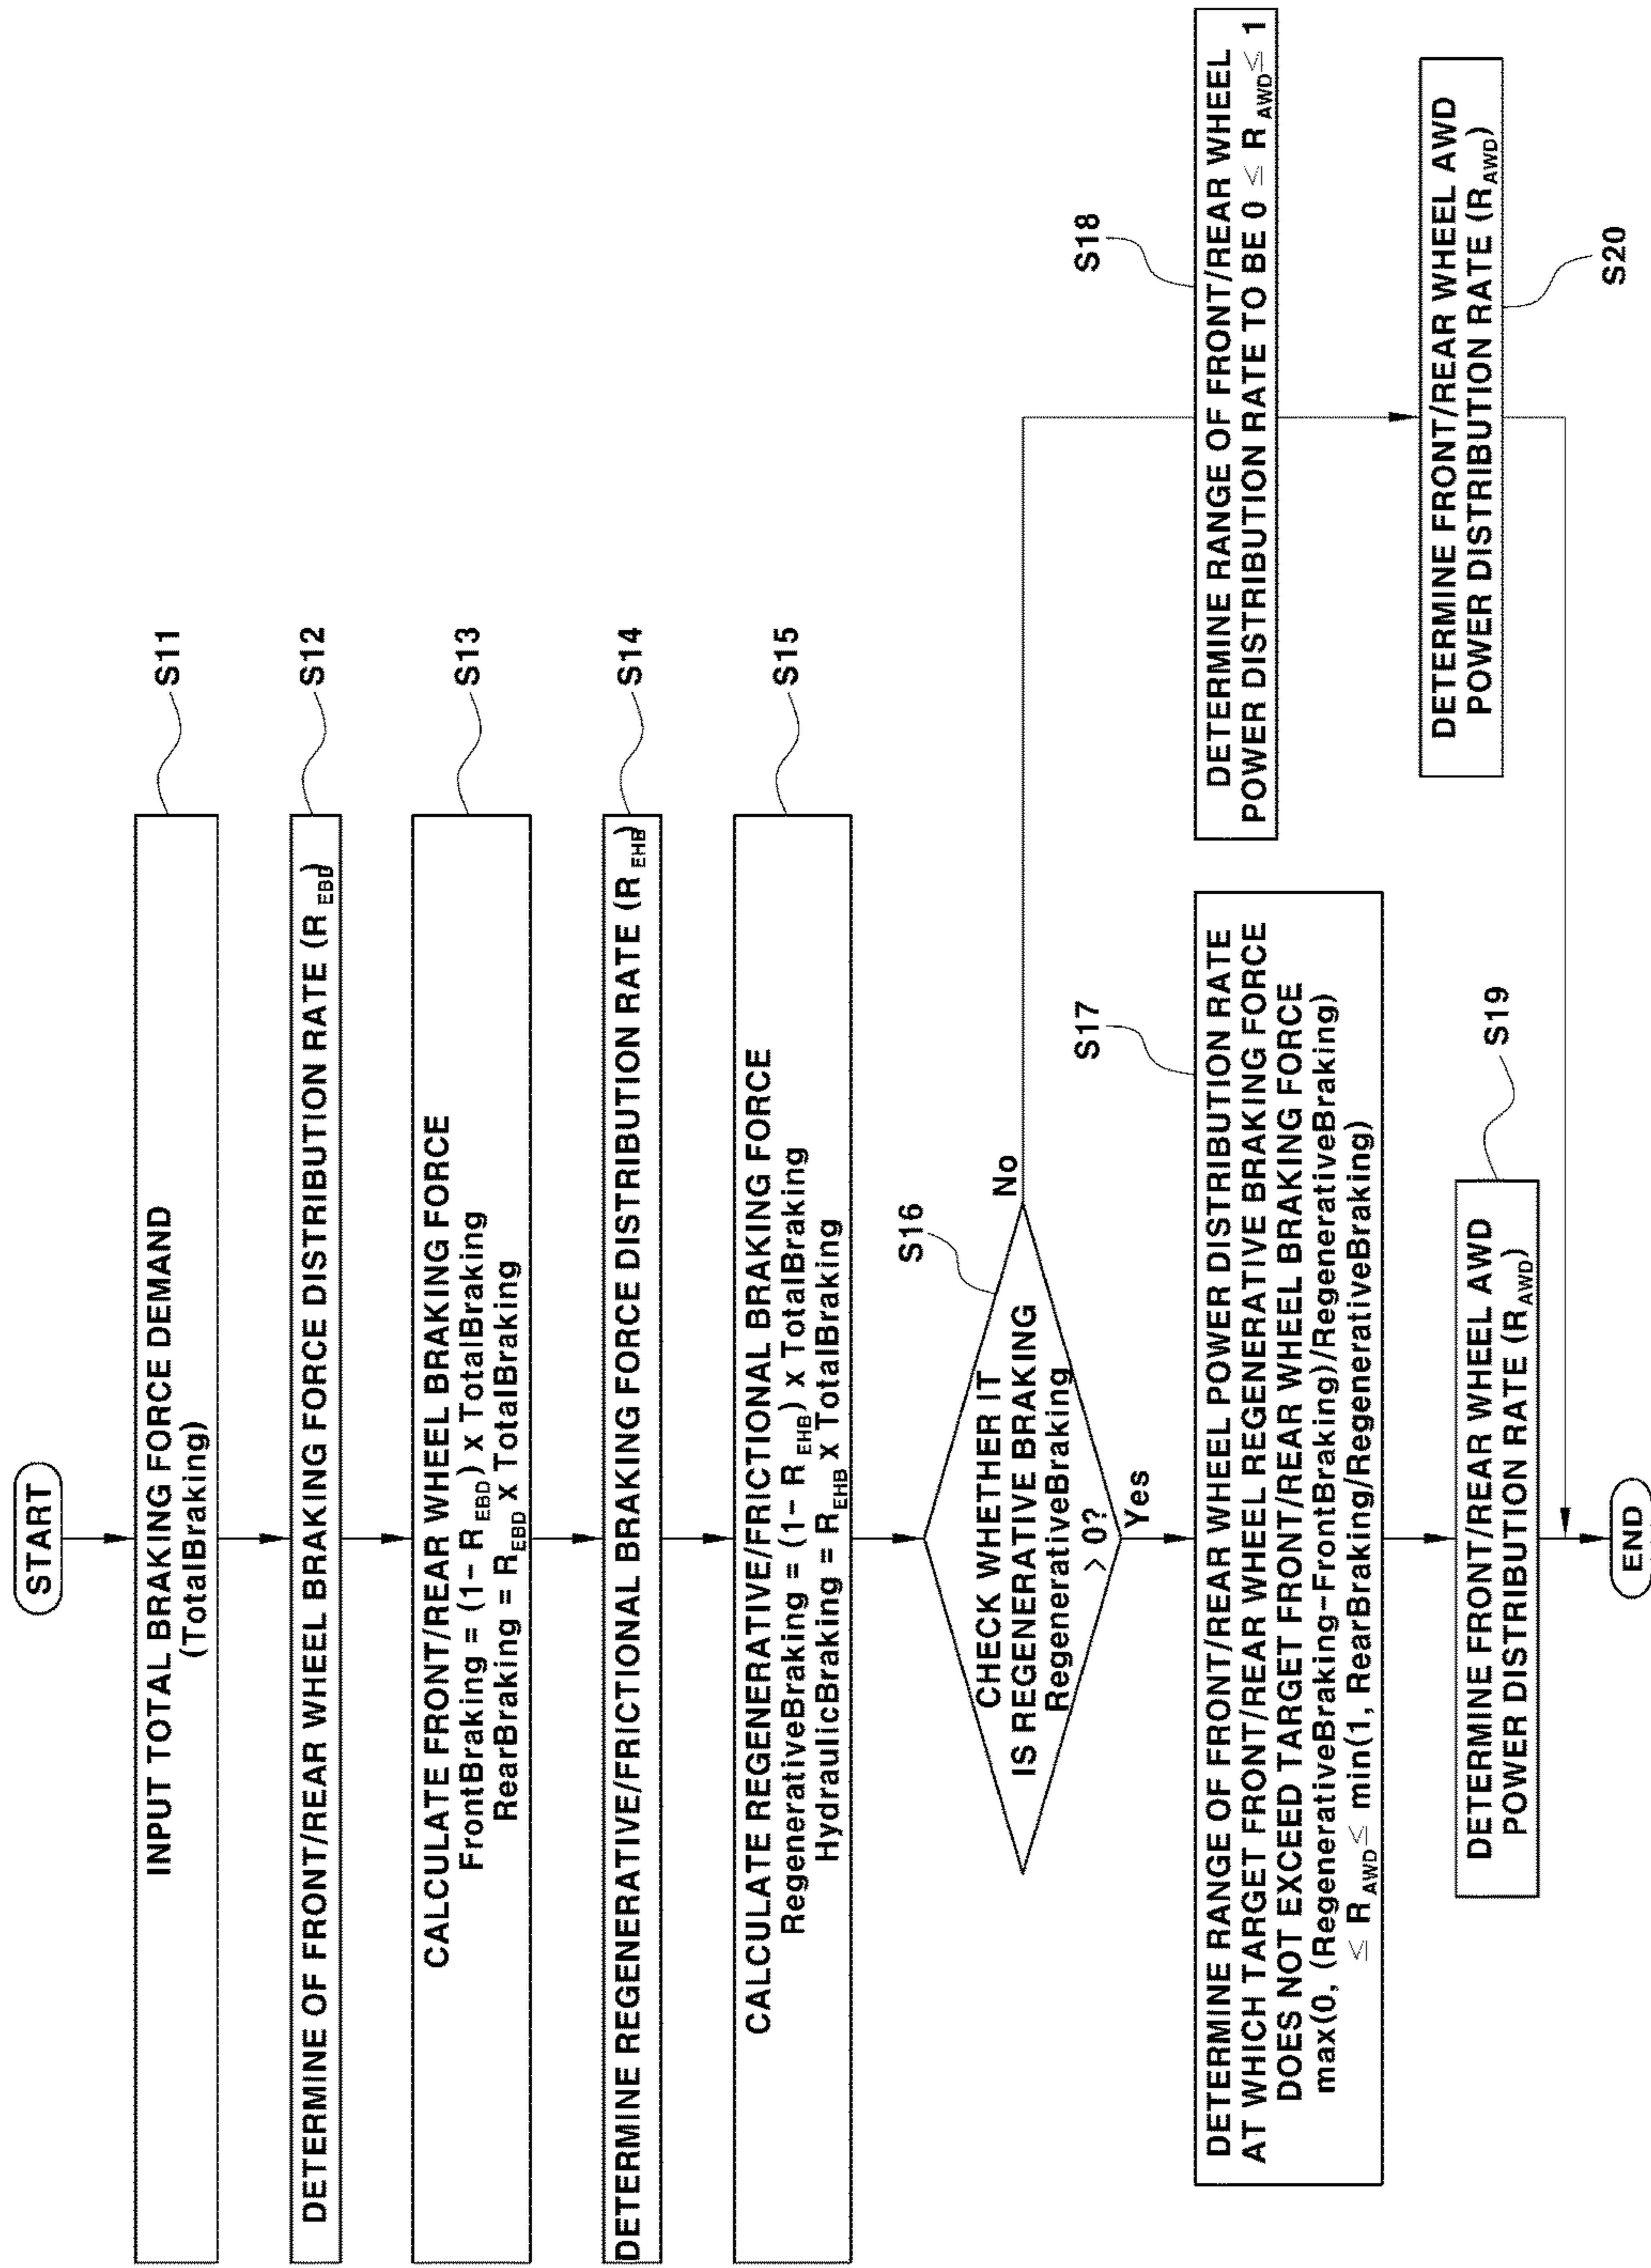 START
INPUT TOTAL BRAKING FORCE DEMAND
(TotalBraking)
S11
DETERMINE OF FRONT/REAR WHEEL BRAKING FORCE DISTRIBUTION RATE (R EBD)
S12
CALCULATE FRONT/REAR WHEEL BRAKING FORCE
FrontBraking = (1- R EBD) x TotalBraking
RearBraking = R EBD x TotalBraking
S13
DETERMINE REGENERATIVE/FRICTIONAL BRAKING FORCE DISTRIBUTION RATE (R EHB)
S14
CALCULATE REGENERATIVE/FRICTIONAL BRAKING FORCE
RegenerativeBraking = (1- R EHB) x TotalBraking
HydraulicBraking = R EHB x TotalBraking
S15
S16
CHECK WHETHER IT
IS REGENERATIVE BRAKING
RegenerativeBraking
> 0?
No
Yes
S17
DETERMINE RANGE OF FRONT/REAR WHEEL POWER DISTRIBUTION RATE
AT WHICH TARGET FRONT/REAR WHEEL REGENERATIVE BRAKING FORCE
DOES NOT EXCEED TARGET FRONT/REAR WHEEL BRAKING FORCE
max(0, (RegenerativeBraking-FrontBraking)/RegenerativeBraking)
≤ R AWD ≤ min(1, RearBraking/RegenerativeBraking)
S18
DETERMINE RANGE OF FRONT/REAR WHEEL
POWER DISTRIBUTION RATE TO BE 0 ≤ R AWD ≤ 1
S19
DETERMINE FRONT/REAR WHEEL AWD
POWER DISTRIBUTION RATE (R AWD)
DETERMINE FRONT/REAR WHEEL AWD
POWER DISTRIBUTION RATE (R AWD)
S20
END